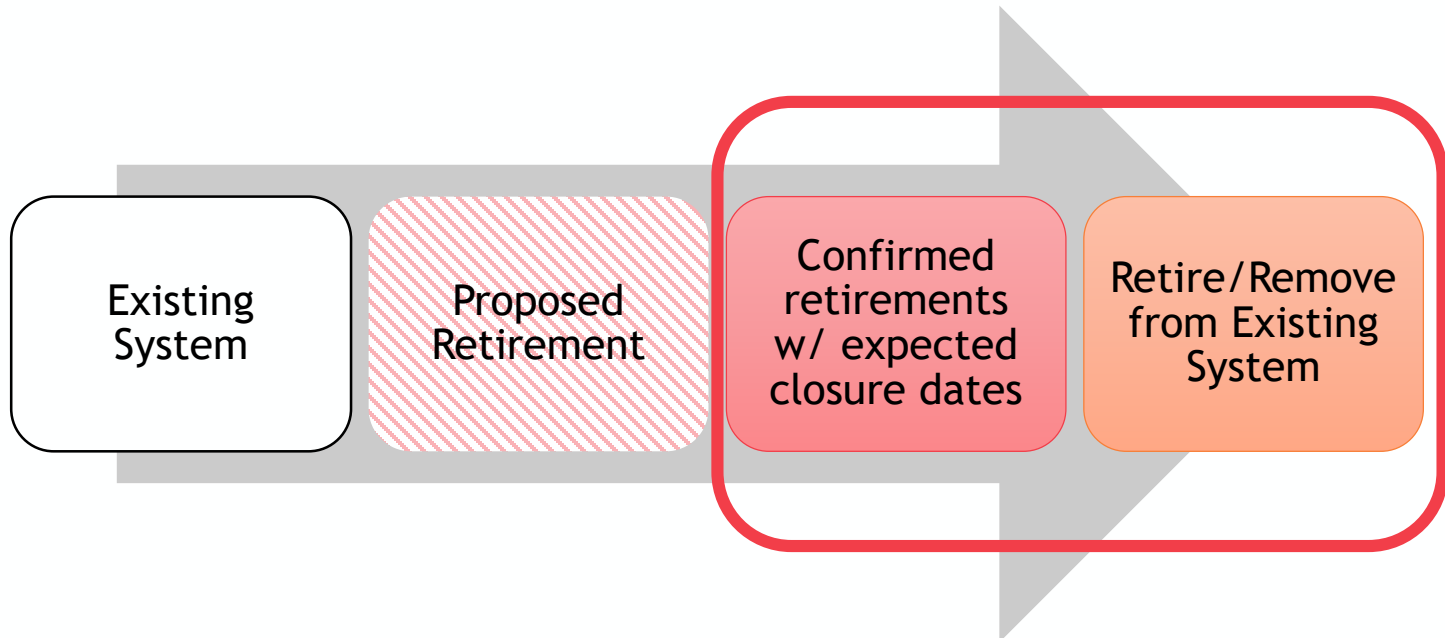 Existing
System
Proposed
Retirement
Confirmed
retirements
w/ expected
closure dates
Retire/Remove
from Existing
System